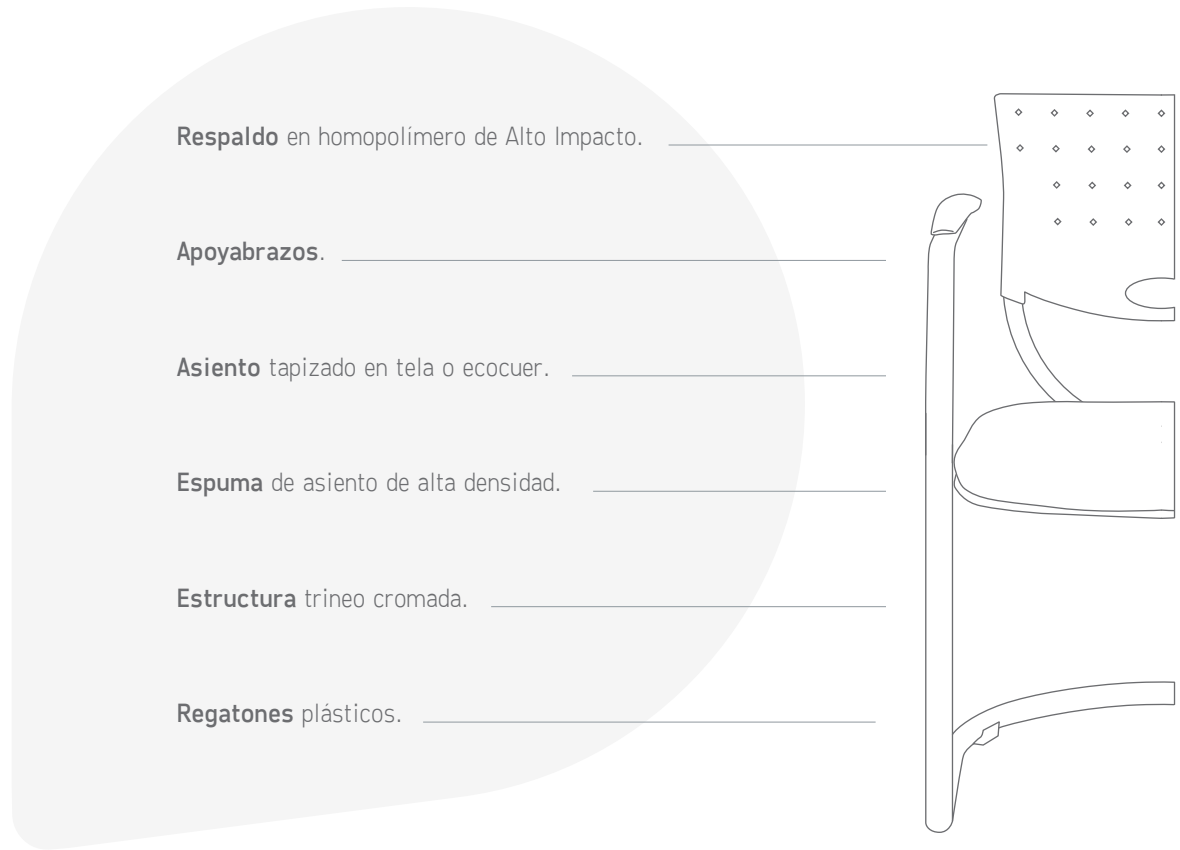 Respaldo en homopolímero de Alto Impacto.
Apoyabrazos.
Asiento tapizado en tela o ecocuer.
Espuma de asiento de alta densidad.
Estructura trineo cromada.
Regatones plásticos.